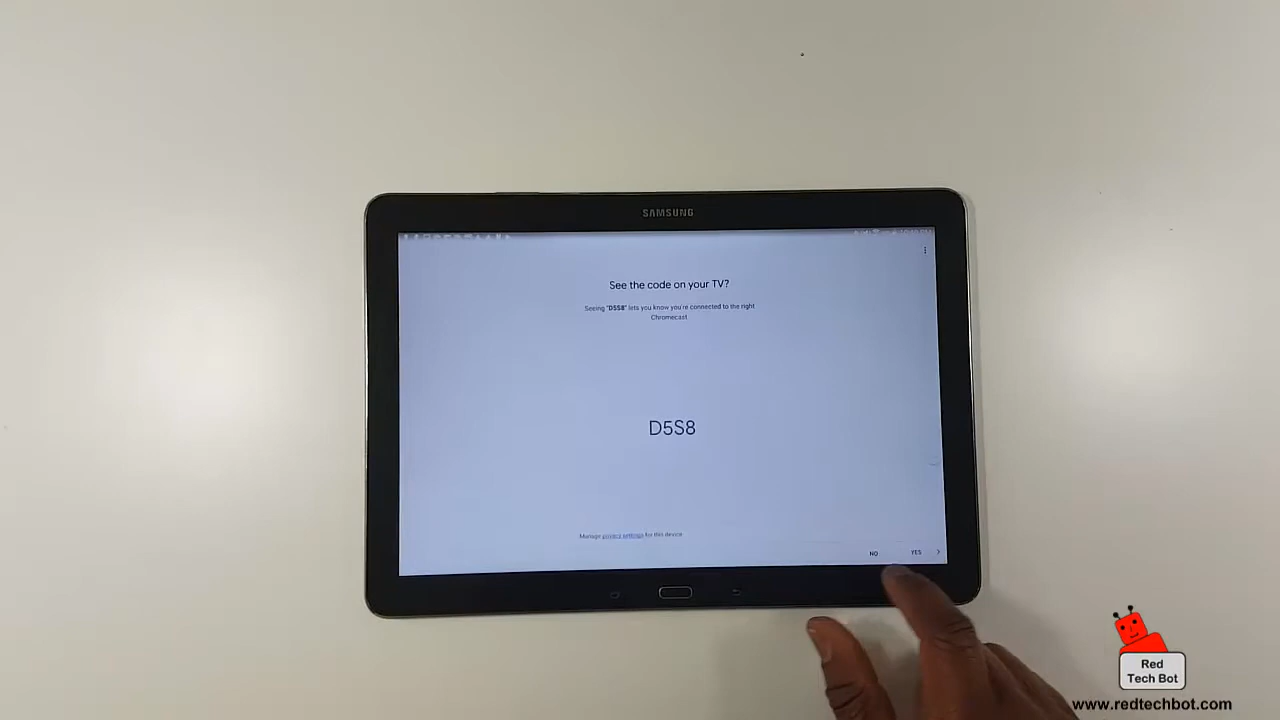 SAMSUNG
See the code on your TV?
Seeing "D5S8" lets you know you're connected to the right
Chromecast
D5S8
Manage privacy settings for this device
NO YES
Red
Tech Bot
www.redtechbot.com